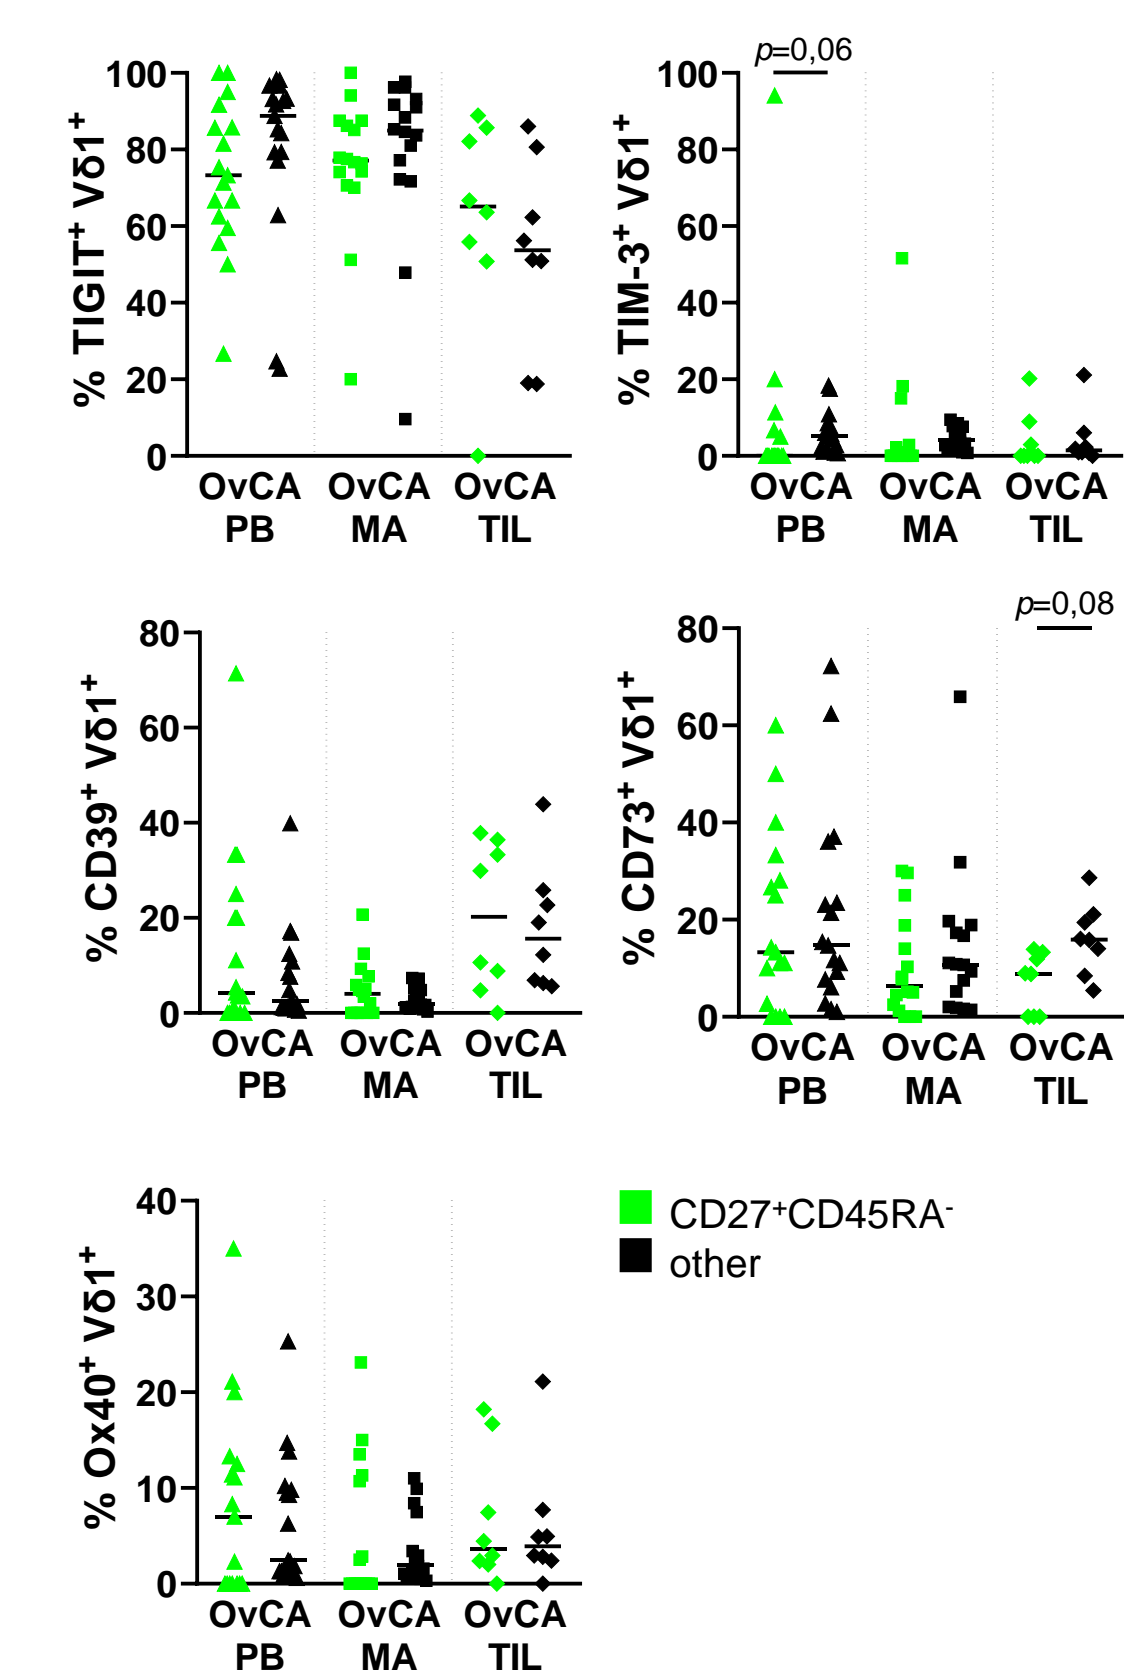 % TIGIT⁺ Vδ1⁺
100
80
60
40
20
0
OvCA OvCA OvCA
PB MA TIL
% TIM-3⁺ Vδ1⁺
p=0,06
100
80
60
40
20
0
OvCA OvCA OvCA
PB MA TIL
% CD39⁺ Vδ1⁺
80
60
40
20
0
OvCA OvCA OvCA
PB MA TIL
% CD73⁺ Vδ1⁺
p=0,08
80
60
40
20
0
OvCA OvCA OvCA
PB MA TIL
% Ox40⁺ Vδ1⁺
40
30
20
10
0
OvCA OvCA OvCA
PB MA TIL
CD27⁺CD45RA⁻
other